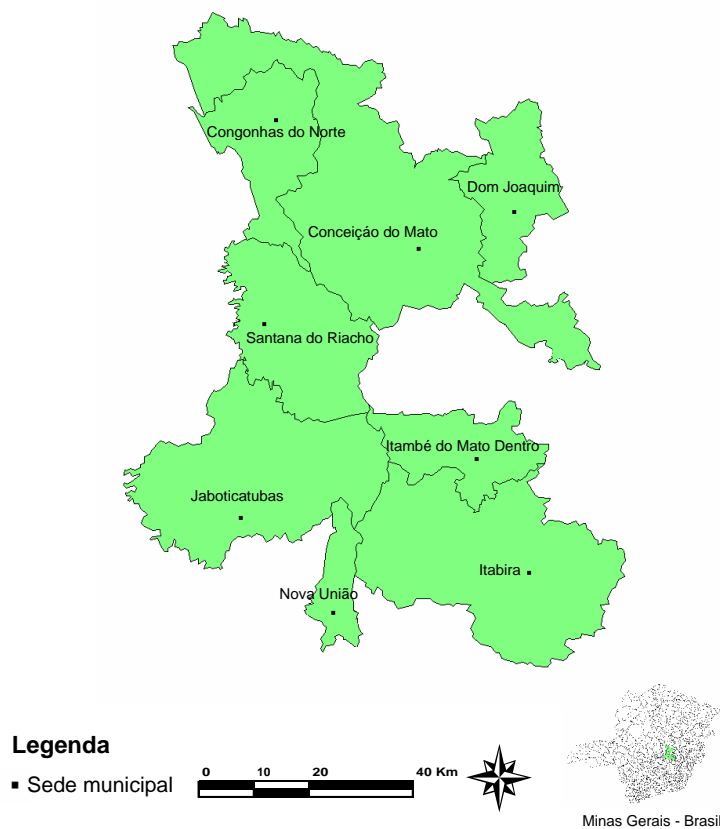 Congonhas do Norte
Dom Joaquim
Conceição do Mato
Santana do Riacho
Itambé do Mato Dentro
Jaboticatubas
Itabira
Nova União
Legenda
Sede municipal
0 10 20 40 Km
Minas Gerais - Brasil